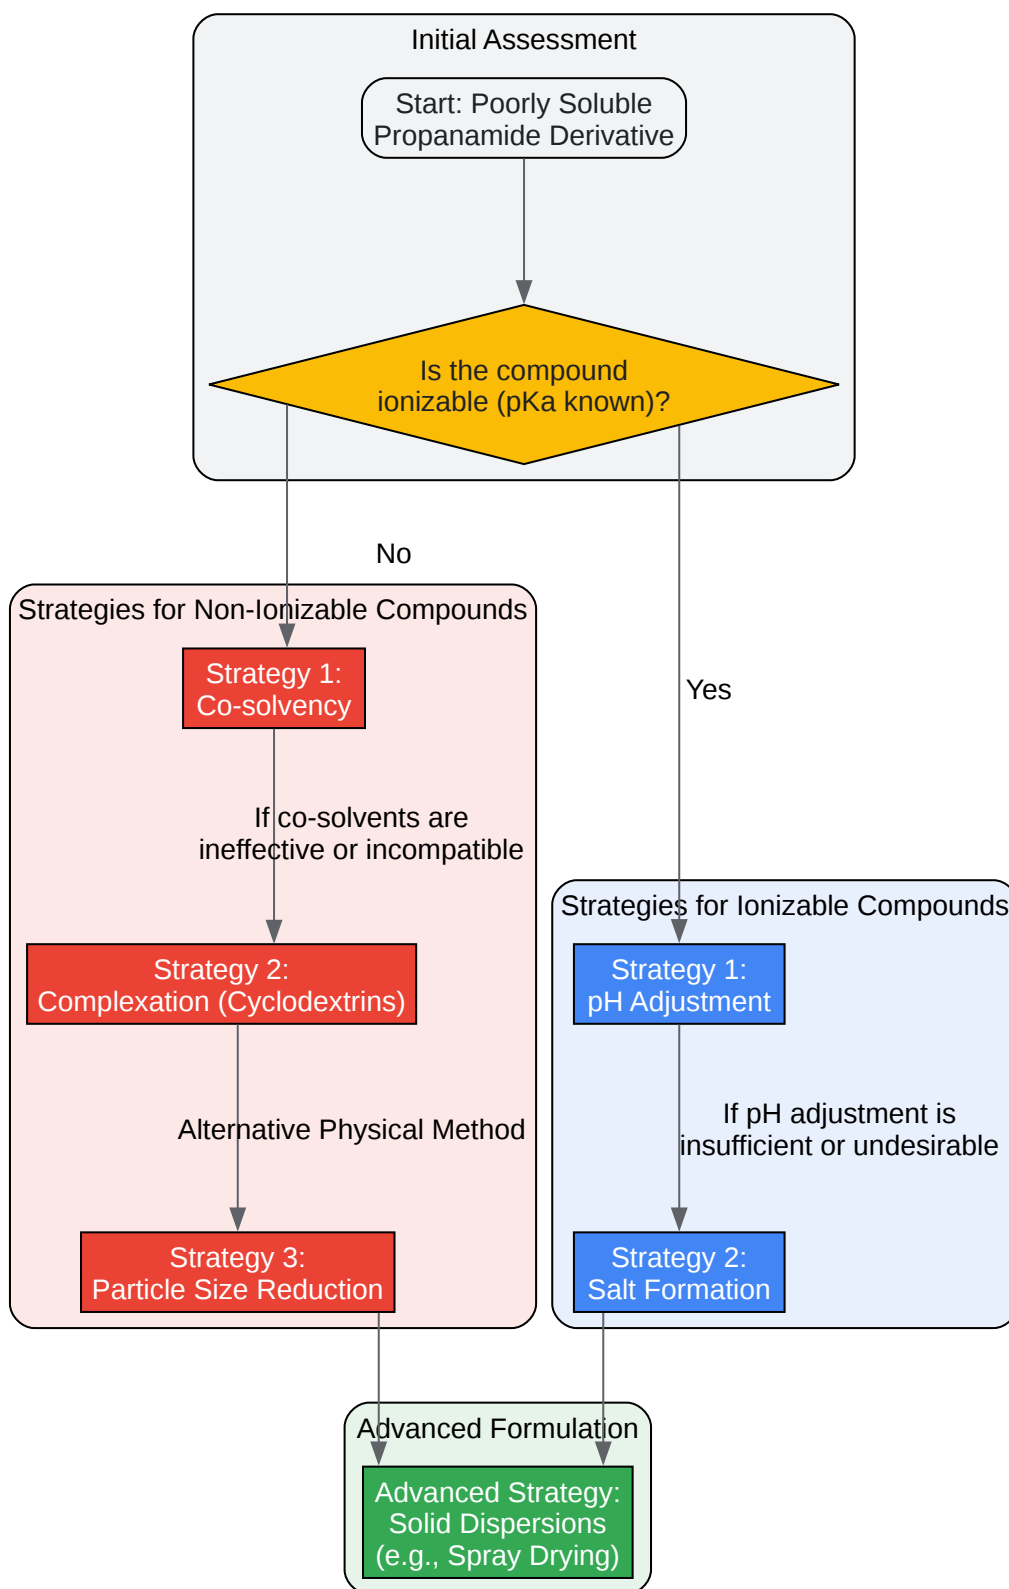 Initial Assessment
Start: Poorly Soluble
Propanamide Derivative
Is the compound
ionizable (pKa known)?
No
Yes
Strategies for Non-Ionizable Compounds
Strategy 1:
Co-solvency
If co-solvents are
ineffective or incompatible
Strategy 2:
Complexation (Cyclodextrins)
Alternative Physical Method
Strategy 3:
Particle Size Reduction
Strategies for Ionizable Compounds
Strategy 1:
pH Adjustment
If pH adjustment is
insufficient or undesirable
Strategy 2:
Salt Formation
Advanced Formulation
Advanced Strategy:
Solid Dispersions
(e.g., Spray Drying)